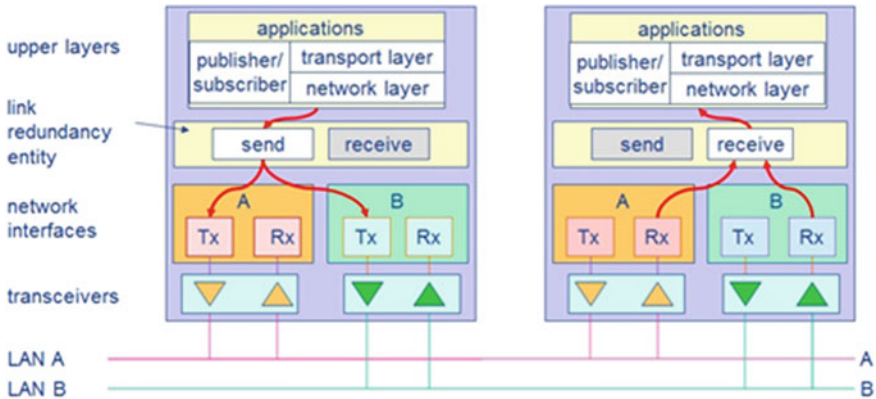 upper layers
link
redundancy
entity
network
interfaces
transceivers
LAN A
LAN B
applications
publisher/
subscriber
transport layer
network layer
send receive
A B
Tx Rx Tx Rx
applications
publisher/
subscriber
transport layer
network layer
send receive
A B
Tx Rx Tx Rx
A
B